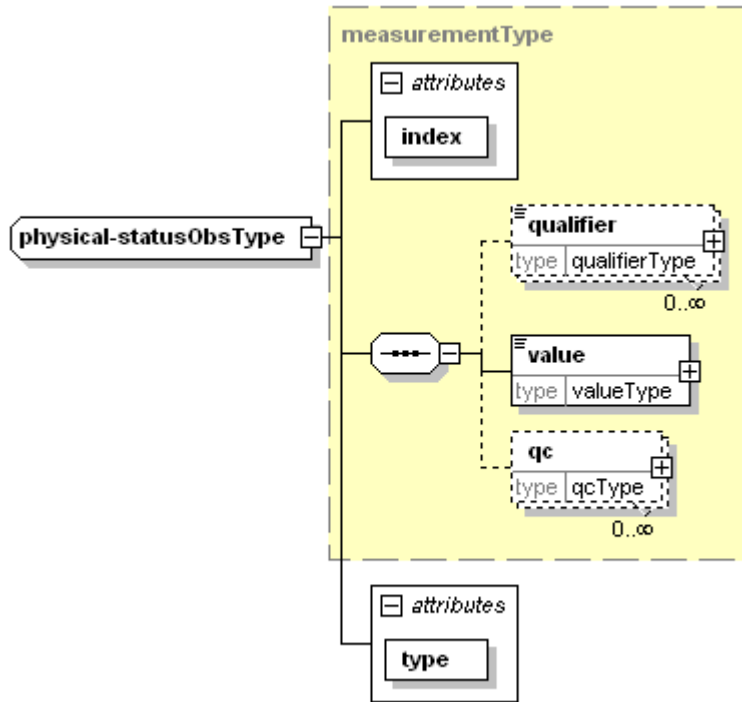 measurementType
attributes
index
physical-statusObsType
qualifier
type qualifierType
0..∞
value
type valueType
qc
type qcType
0..∞
attributes
type